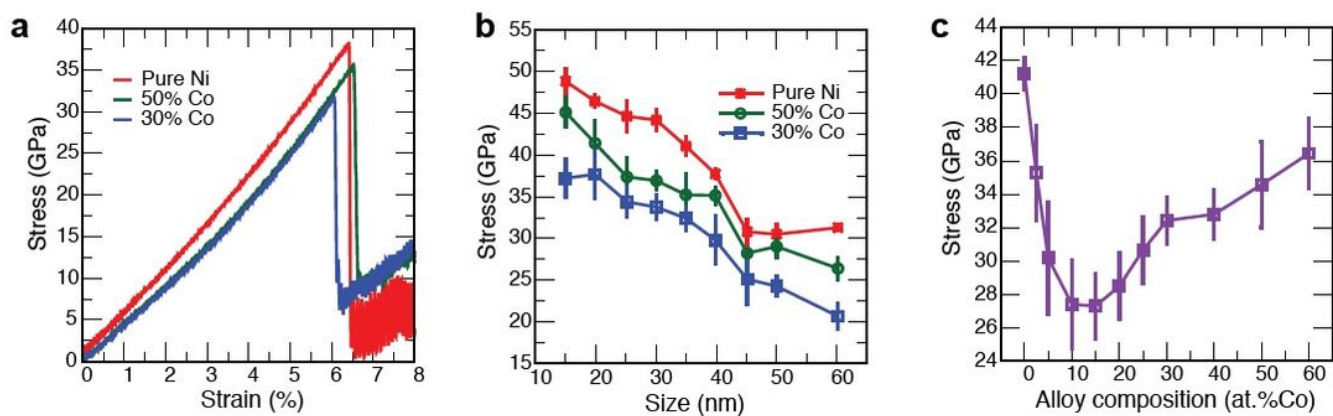 a
40
35
30
25
20
15
10
5
0
Stress (GPa)
Pure Ni
50% Co
30% Co
0 1 2 3 4 5 6 7 8
Strain (%)
b
55
50
45
40
35
30
25
20
15
Stress (GPa)
Pure Ni
50% Co
30% Co
10 20 30 40 50 60
Size (nm)
c
44
42
40
38
36
34
32
30
28
26
24
Stress (GPa)
0 10 20 30 40 50 60
Alloy composition (at.%Co)